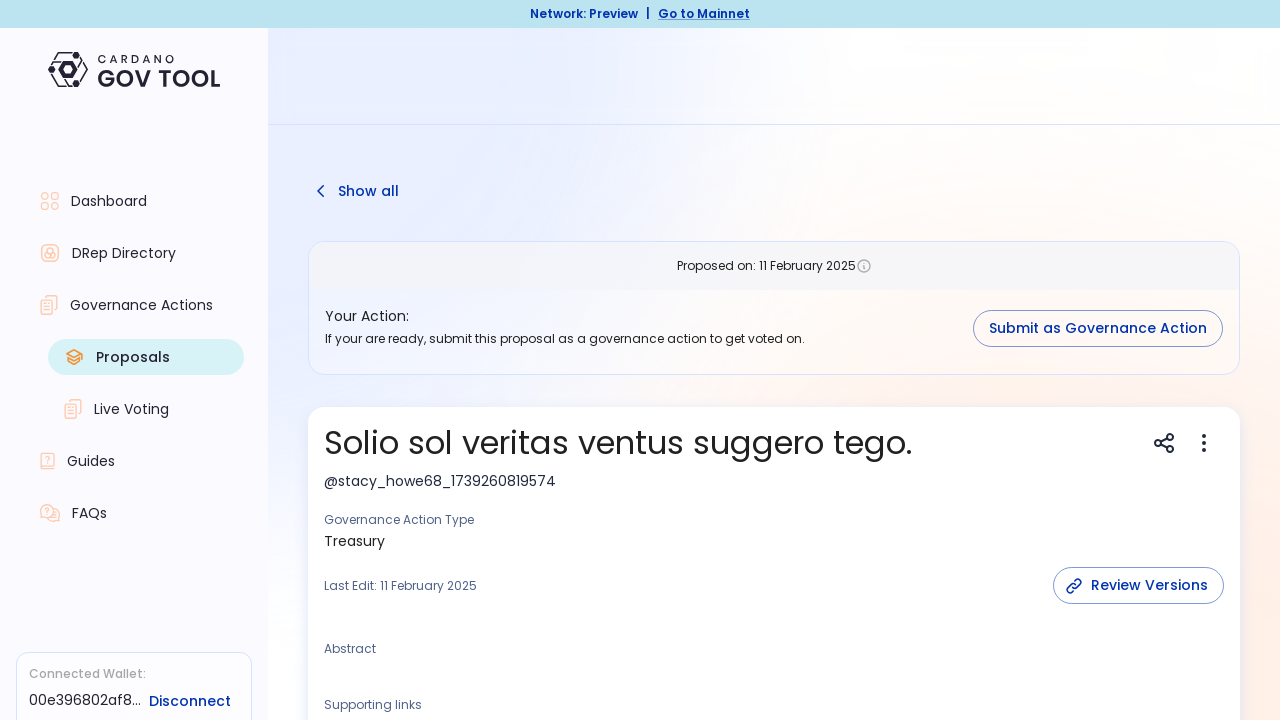 Network: Preview | Go to Mainnet
CARDANO
GOV TOOL
Dashboard
DRep Directory
Governance Actions
Proposals
Live Voting
Guides
FAQs
Connected Wallet:
00e396802af8... Disconnect
Show all
Proposed on: 11 February 2025
Your Action:
If your are ready, submit this proposal as a governance action to get voted on.
Submit as Governance Action
Solio sol veritas ventus suggero tego.
@stacy_howe68_1739260819574
Governance Action Type
Treasury
Last Edit: 11 February 2025
Review Versions
Abstract
Supporting links